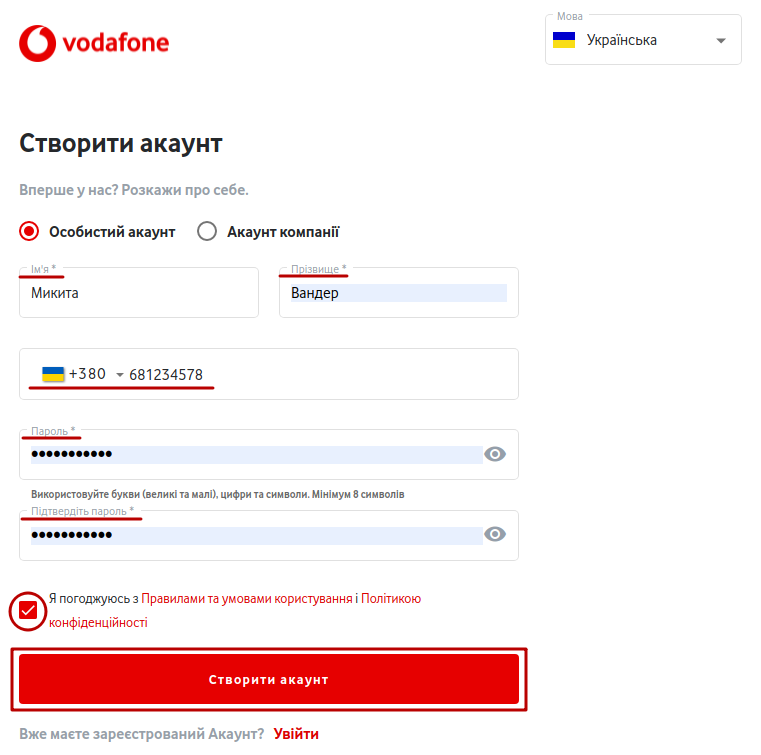 vodafone
Мова
Українська
Створити акаунт
Вперше у нас? Розкажи про себе.
Особистий акаунт Акаунт компанії
Ім'я * Прізвище *
Микита Вандер
+380 681234578
Пароль *
•••••••••••
Використовуйте букви (великі та малі), цифри та символи. Мінімум 8 символів
Підтвердіть пароль *
•••••••••••
Я погоджуюсь з Правилами та умовами користування і Політикою
конфіденційності
Створити акаунт
Вже маєте зареєстрований Акаунт? Увійти